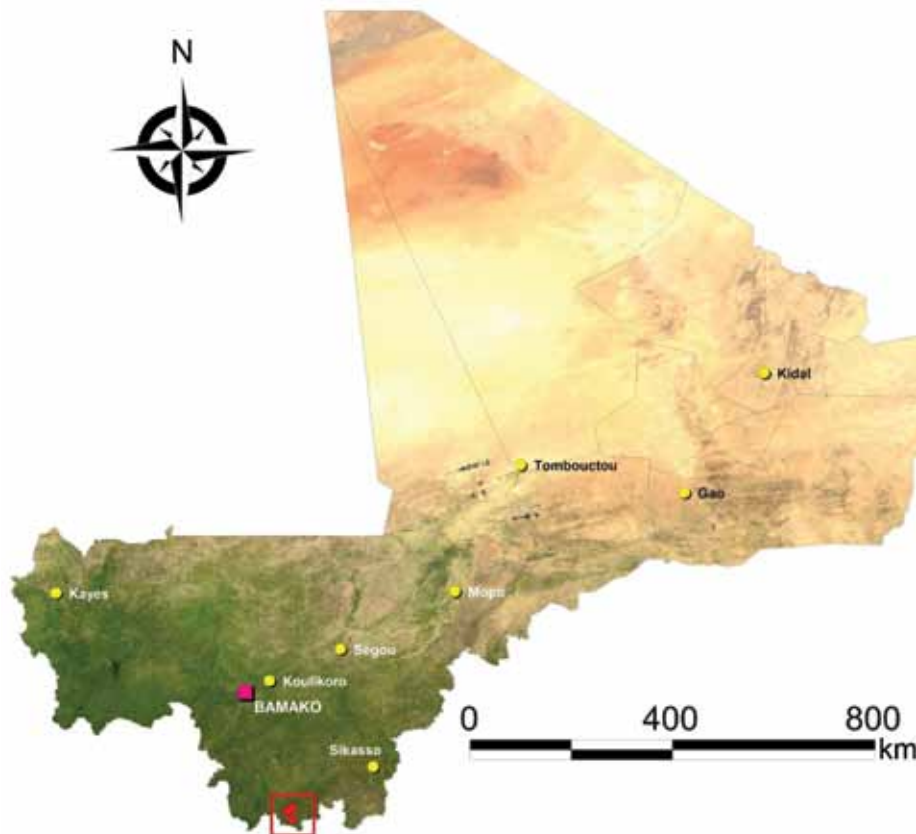 N
Kidal
Tombouctou
Gao
Kayes
Mopti
Ségou
Koulikoro
BAMAKO
Sikasso
0 400 800
km